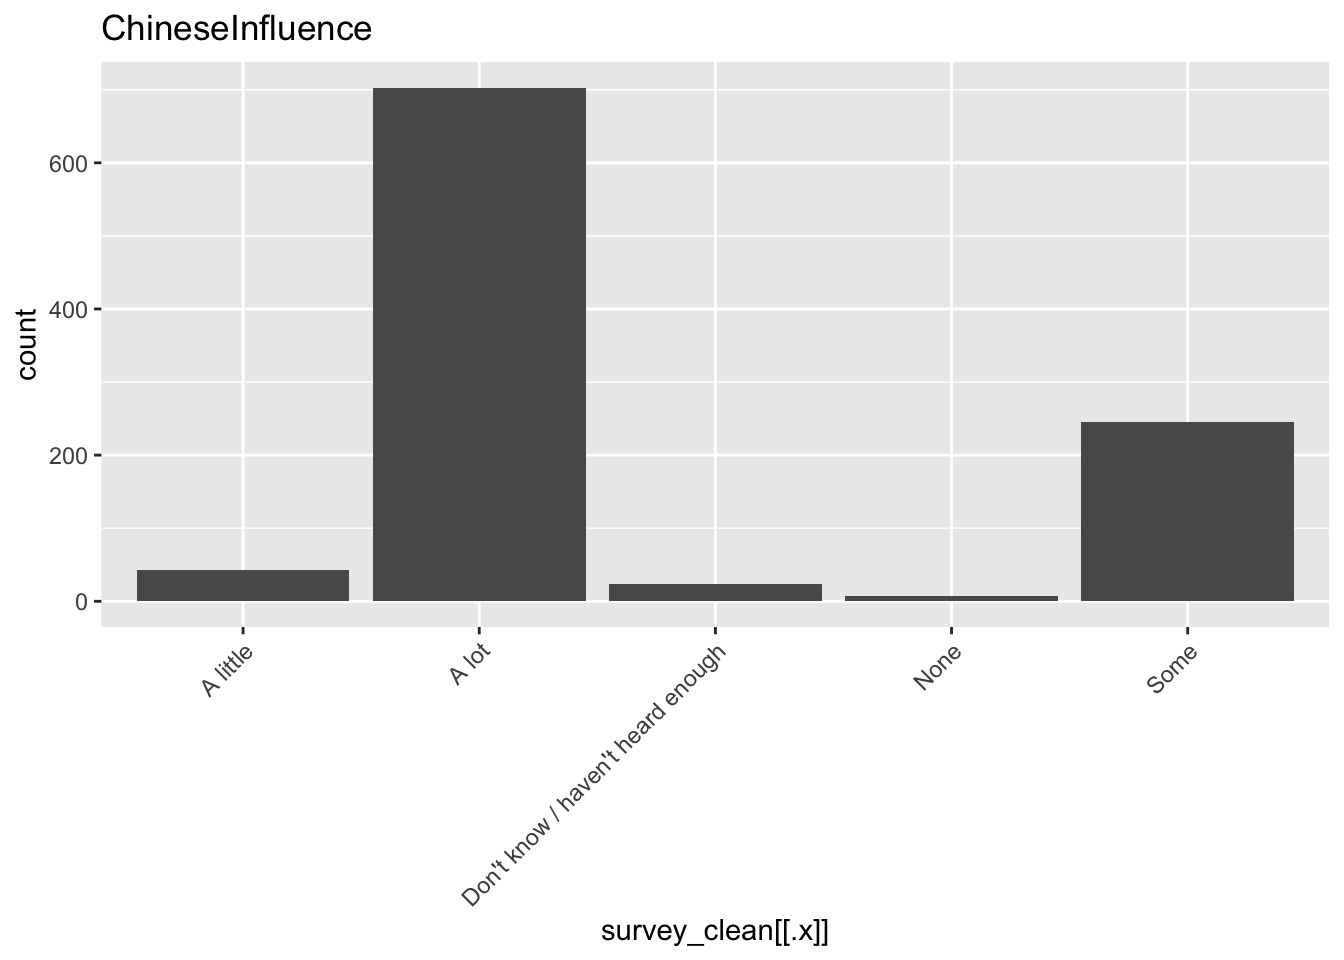 ChineseInfluence
count
600
400
200
0
A little
A lot
Don't know / haven't heard enough
None
Some
survey_clean[[.x]]